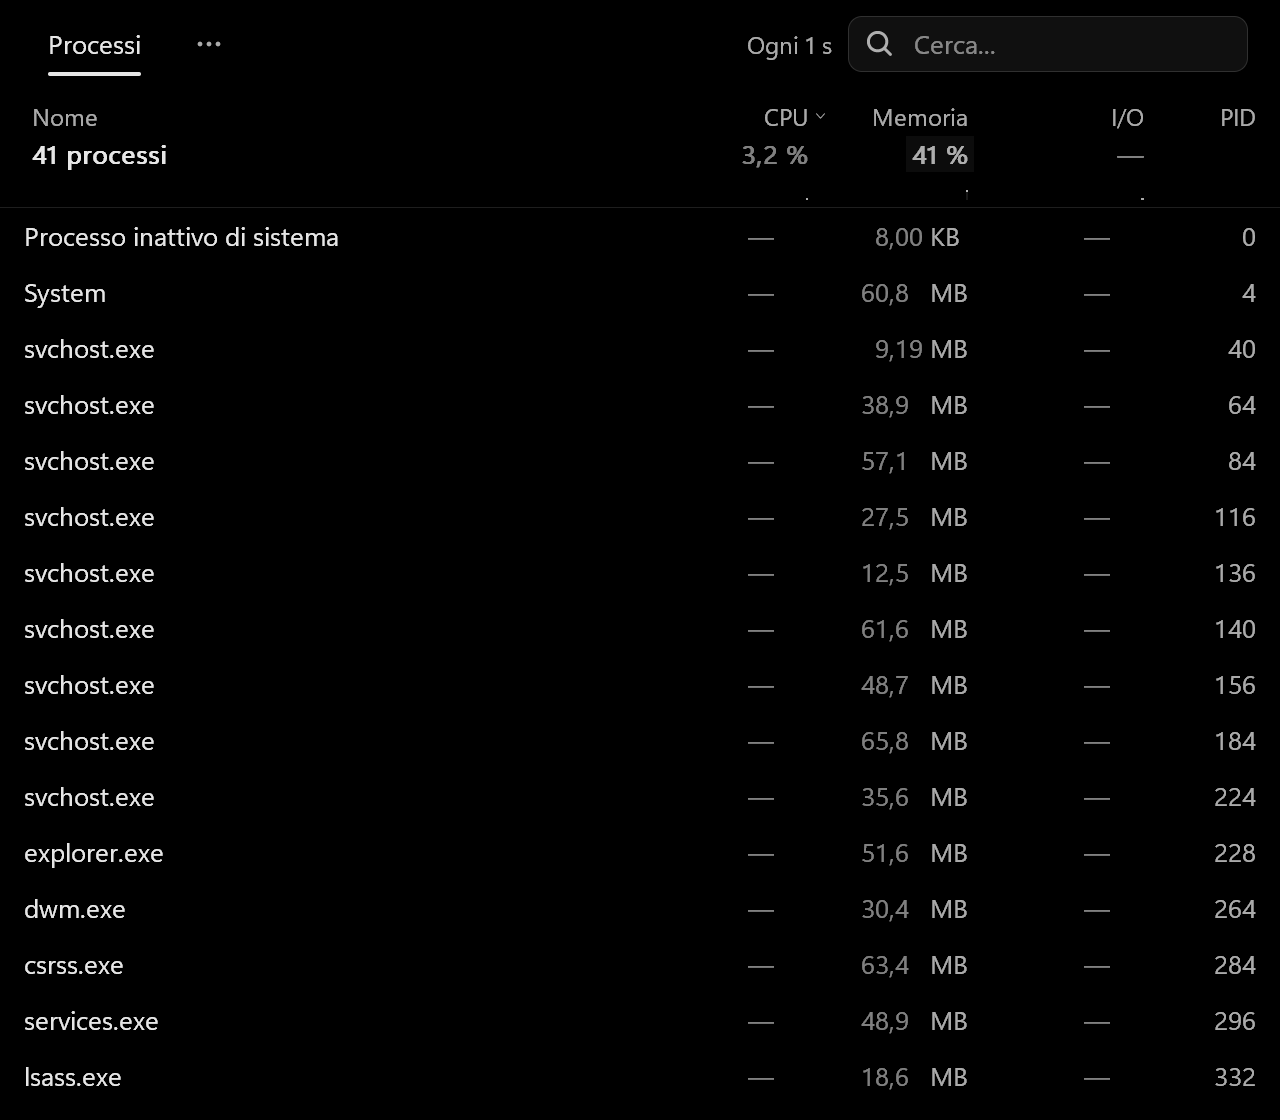 Processi ··· Ogni 1 s Cerca...
Nome CPU Memoria I/O PID
41 processi 3,2 % 41 % —
Processo inattivo di sistema — 8,00 KB — 0
System — 60,8 MB — 4
svchost.exe — 9,19 MB — 40
svchost.exe — 38,9 MB — 64
svchost.exe — 57,1 MB — 84
svchost.exe — 27,5 MB — 116
svchost.exe — 12,5 MB — 136
svchost.exe — 61,6 MB — 140
svchost.exe — 48,7 MB — 156
svchost.exe — 65,8 MB — 184
svchost.exe — 35,6 MB — 224
explorer.exe — 51,6 MB — 228
dwm.exe — 30,4 MB — 264
csrss.exe — 63,4 MB — 284
services.exe — 48,9 MB — 296
lsass.exe — 18,6 MB — 332